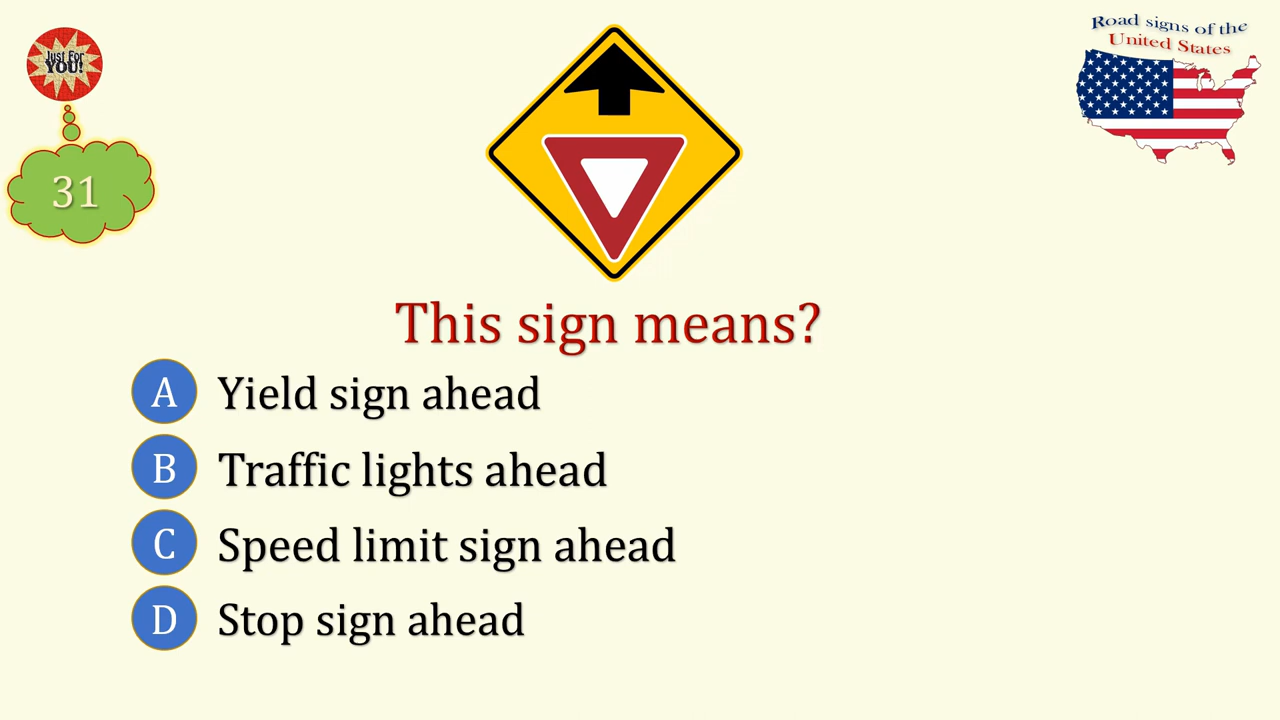 Just For
YOU!
31
Road signs of the
United States
This sign means?
A Yield sign ahead
B Traffic lights ahead
C Speed limit sign ahead
D Stop sign ahead